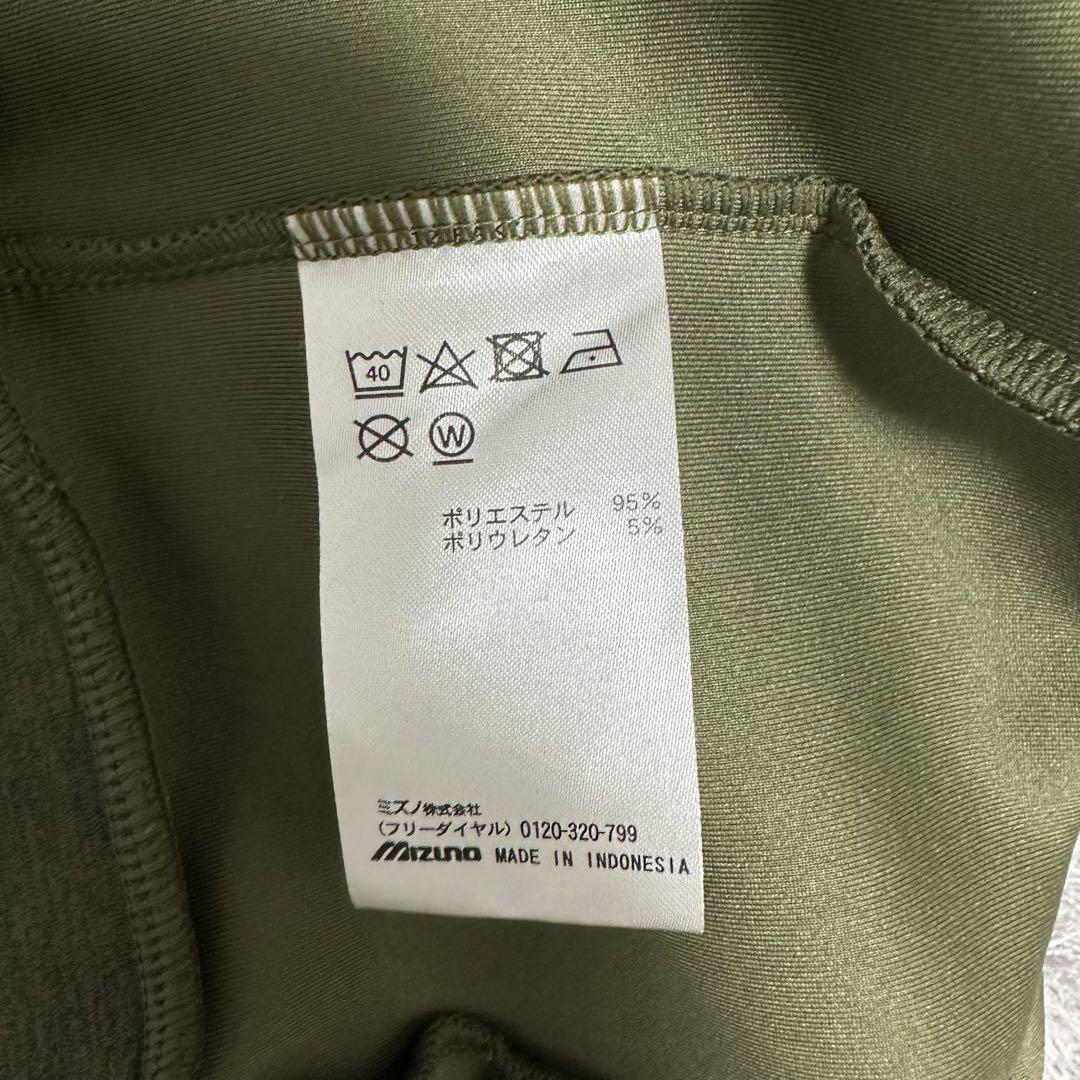 40
W
ポリエステル 95%
ポリウレタン 5%
ミズノ株式会社
(フリーダイヤル) 0120-320-799
Mizuno MADE IN INDONESIA